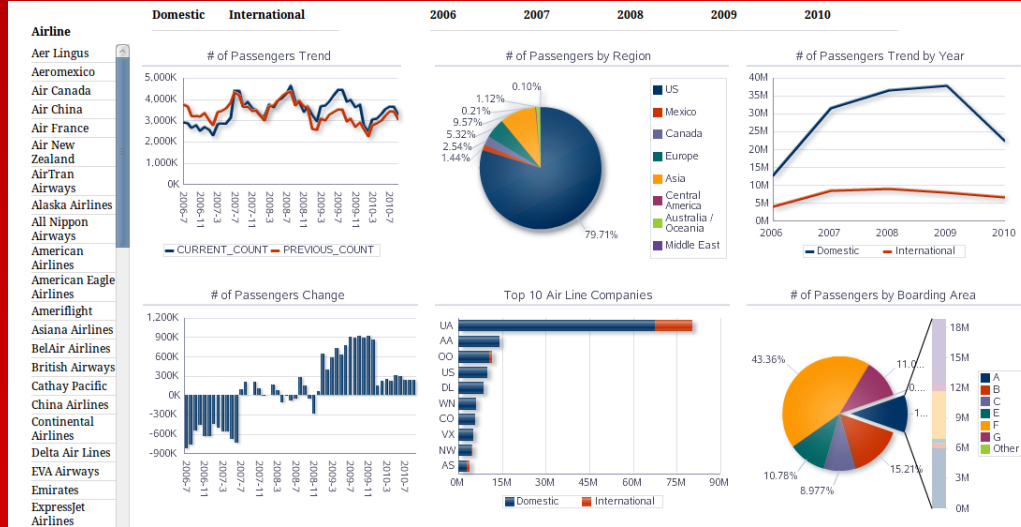 Domestic International 2006 2007 2008 2009 2010
Airline
Aer Lingus
Aeromexico
Air Canada
Air China
Air France
Air New
Zealand
AirTran
Airways
Alaska Airlines
All Nippon
Airways
American
Airlines
American Eagle
Airlines
Ameriflight
Asiana Airlines
BelAir Airlines
British Airways
Cathay Pacific
China Airlines
Continental
Airlines
Delta Air Lines
EVA Airways
Emirates
ExpressJet
Airlines
# of Passengers Trend
5,000K
4,000K
3,000K
2,000K
1,000K
0K
2006-7 2006-11 2007-3 2007-7 2007-11 2008-3 2008-7 2008-11 2009-3 2009-7 2009-11 2010-3 2010-7
CURRENT_COUNT PREVIOUS_COUNT
# of Passengers by Region
0.10%
1.12%
0.21%
9.57%
5.32%
2.54%
1.44%
79.71%
US
Mexico
Canada
Europe
Asia
Central
America
Australia /
Oceania
Middle East
# of Passengers Trend by Year
40M
35M
30M
25M
20M
15M
10M
5M
0M
2006 2007 2008 2009 2010
Domestic International
# of Passengers Change
1,200K
900K
600K
300K
0K
-300K
-600K
-900K
2006-7 2006-11 2007-3 2007-7 2007-11 2008-3 2008-7 2008-11 2009-3 2009-7 2009-11 2010-3 2010-7
Top 10 Air Line Companies
UA
AA
OO
US
DL
WN
CO
VX
NW
AS
0M 15M 30M 45M 60M 75M 90M
Domestic International
# of Passengers by Boarding Area
43.36%
11.0...
0...
1...
15.21%
8.977%
10.78%
18M
15M
12M
9M
6M
3M
0M
A
B
C
E
F
G
Other